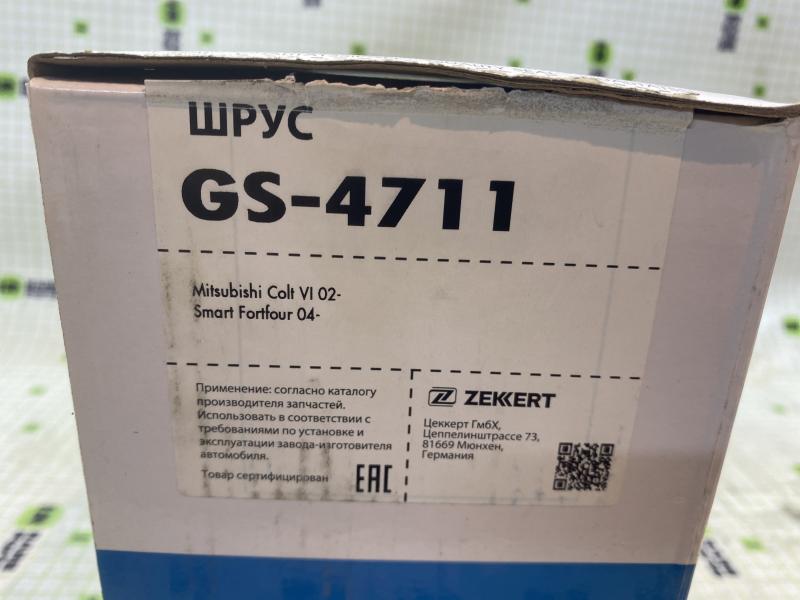 ШРУС
GS-4711
Mitsubishi Colt VI 02-
Smart Fortfour 04-
Применение: согласно каталогу
производителя запчастей.
Использовать в соответствии с
требованиями по установке и
эксплуатации завода-изготовителя
автомобиля.
Товар сертифицирован
EAC
ZEKKERT
Цеккерт ГмбХ,
Цеппелинштрассе 73,
81669 Мюнхен,
Германия